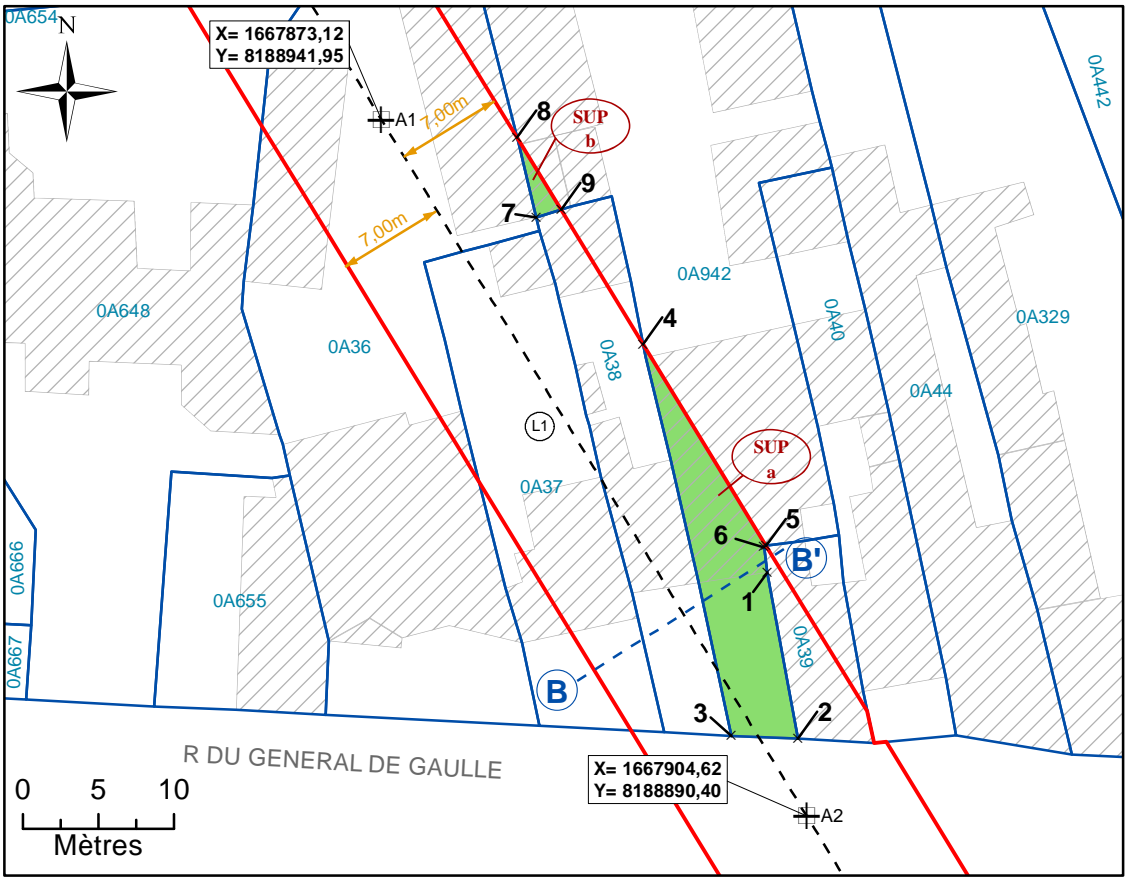 0A654
N
X= 1667873,12
Y= 8188941,95
A1
7,00m
8
SUP
b
0A442
9
7
7,00m
0A942
0A648
0A36
4
0A38
0A40
0A329
0A44
L1
SUP
a
0A37
5
6
B'
0A666
0A655
1
0A39
0A667
B
3
2
R DU GENERAL DE GAULLE
X= 1667904,62
Y= 8188890,40
A2
0 5 10
Mètres